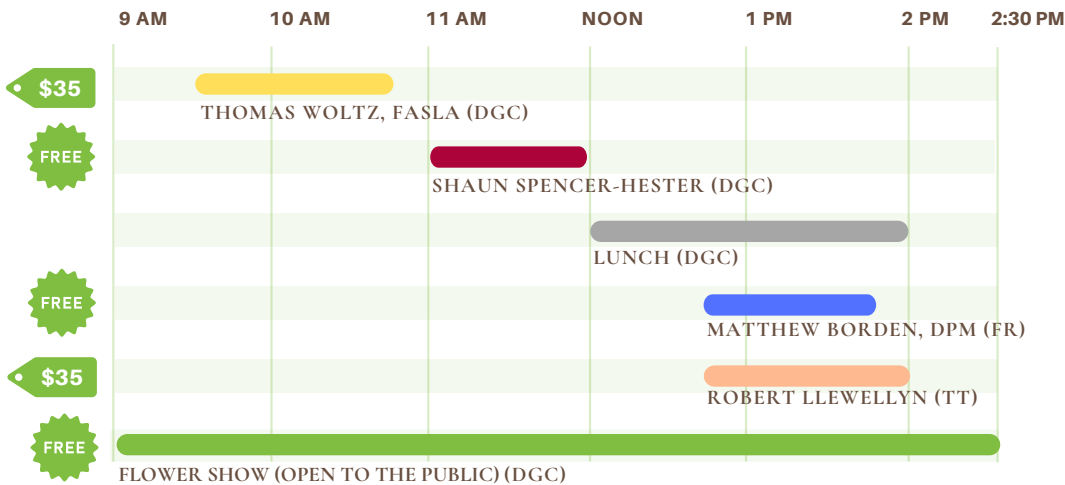 9 AM 10 AM 11 AM NOON 1 PM 2 PM 2:30 PM
$35
THOMAS WOLTZ, FASLA (DGC)
FREE
SHAUN SPENCER-HESTER (DGC)
LUNCH (DGC)
FREE
MATTHEW BORDEN, DPM (FR)
$35
ROBERT LLEWELLYN (TT)
FREE
FLOWER SHOW (OPEN TO THE PUBLIC) (DGC)